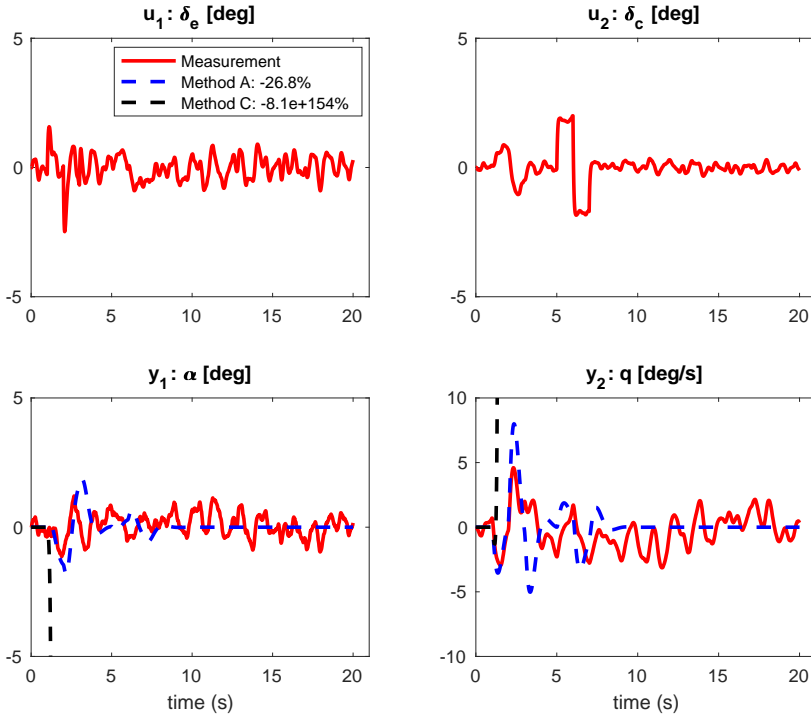 u₁: δₑ [deg]
5
0
-5
0 5 10 15 20
Measurement
Method A: -26.8%
Method C: -8.1e+154%
u₂: δ_c [deg]
5
0
-5
0 5 10 15 20
y₁: α [deg]
5
0
-5
0 5 10 15 20
time (s)
y₂: q [deg/s]
10
5
0
-5
-10
0 5 10 15 20
time (s)